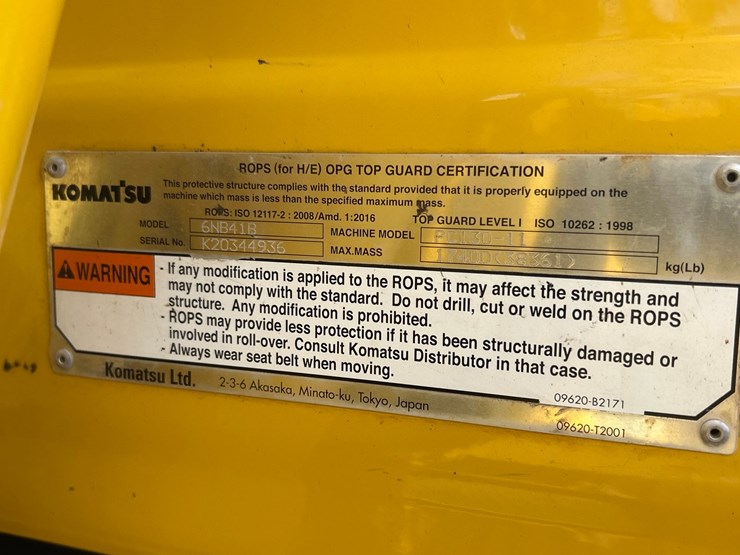 ROPS (for H/E) OPG TOP GUARD CERTIFICATION
KOMATSU
This protective structure complies with the standard provided that it is properly equipped on the
machine which mass is less than the specified maximum mass.
ROPS: ISO 12117-2 : 2008/Amd. 1:2016 TOP GUARD LEVEL I ISO 10262 : 1998
MODEL 6NB41B MACHINE MODEL PC130-11
SERIAL No. K20344936 MAX.MASS kg(Lb)
WARNING
- If any modification is applied to the ROPS, it may affect the strength and
may not comply with the standard. Do not drill, cut or weld on the ROPS
structure. Any modification is prohibited.
- ROPS may provide less protection if it has been structurally damaged or
involved in roll-over. Consult Komatsu Distributor in that case.
- Always wear seat belt when moving.
09620-B2171
Komatsu Ltd. 2-3-6 Akasaka, Minato-ku, Tokyo, Japan
09620-T2001